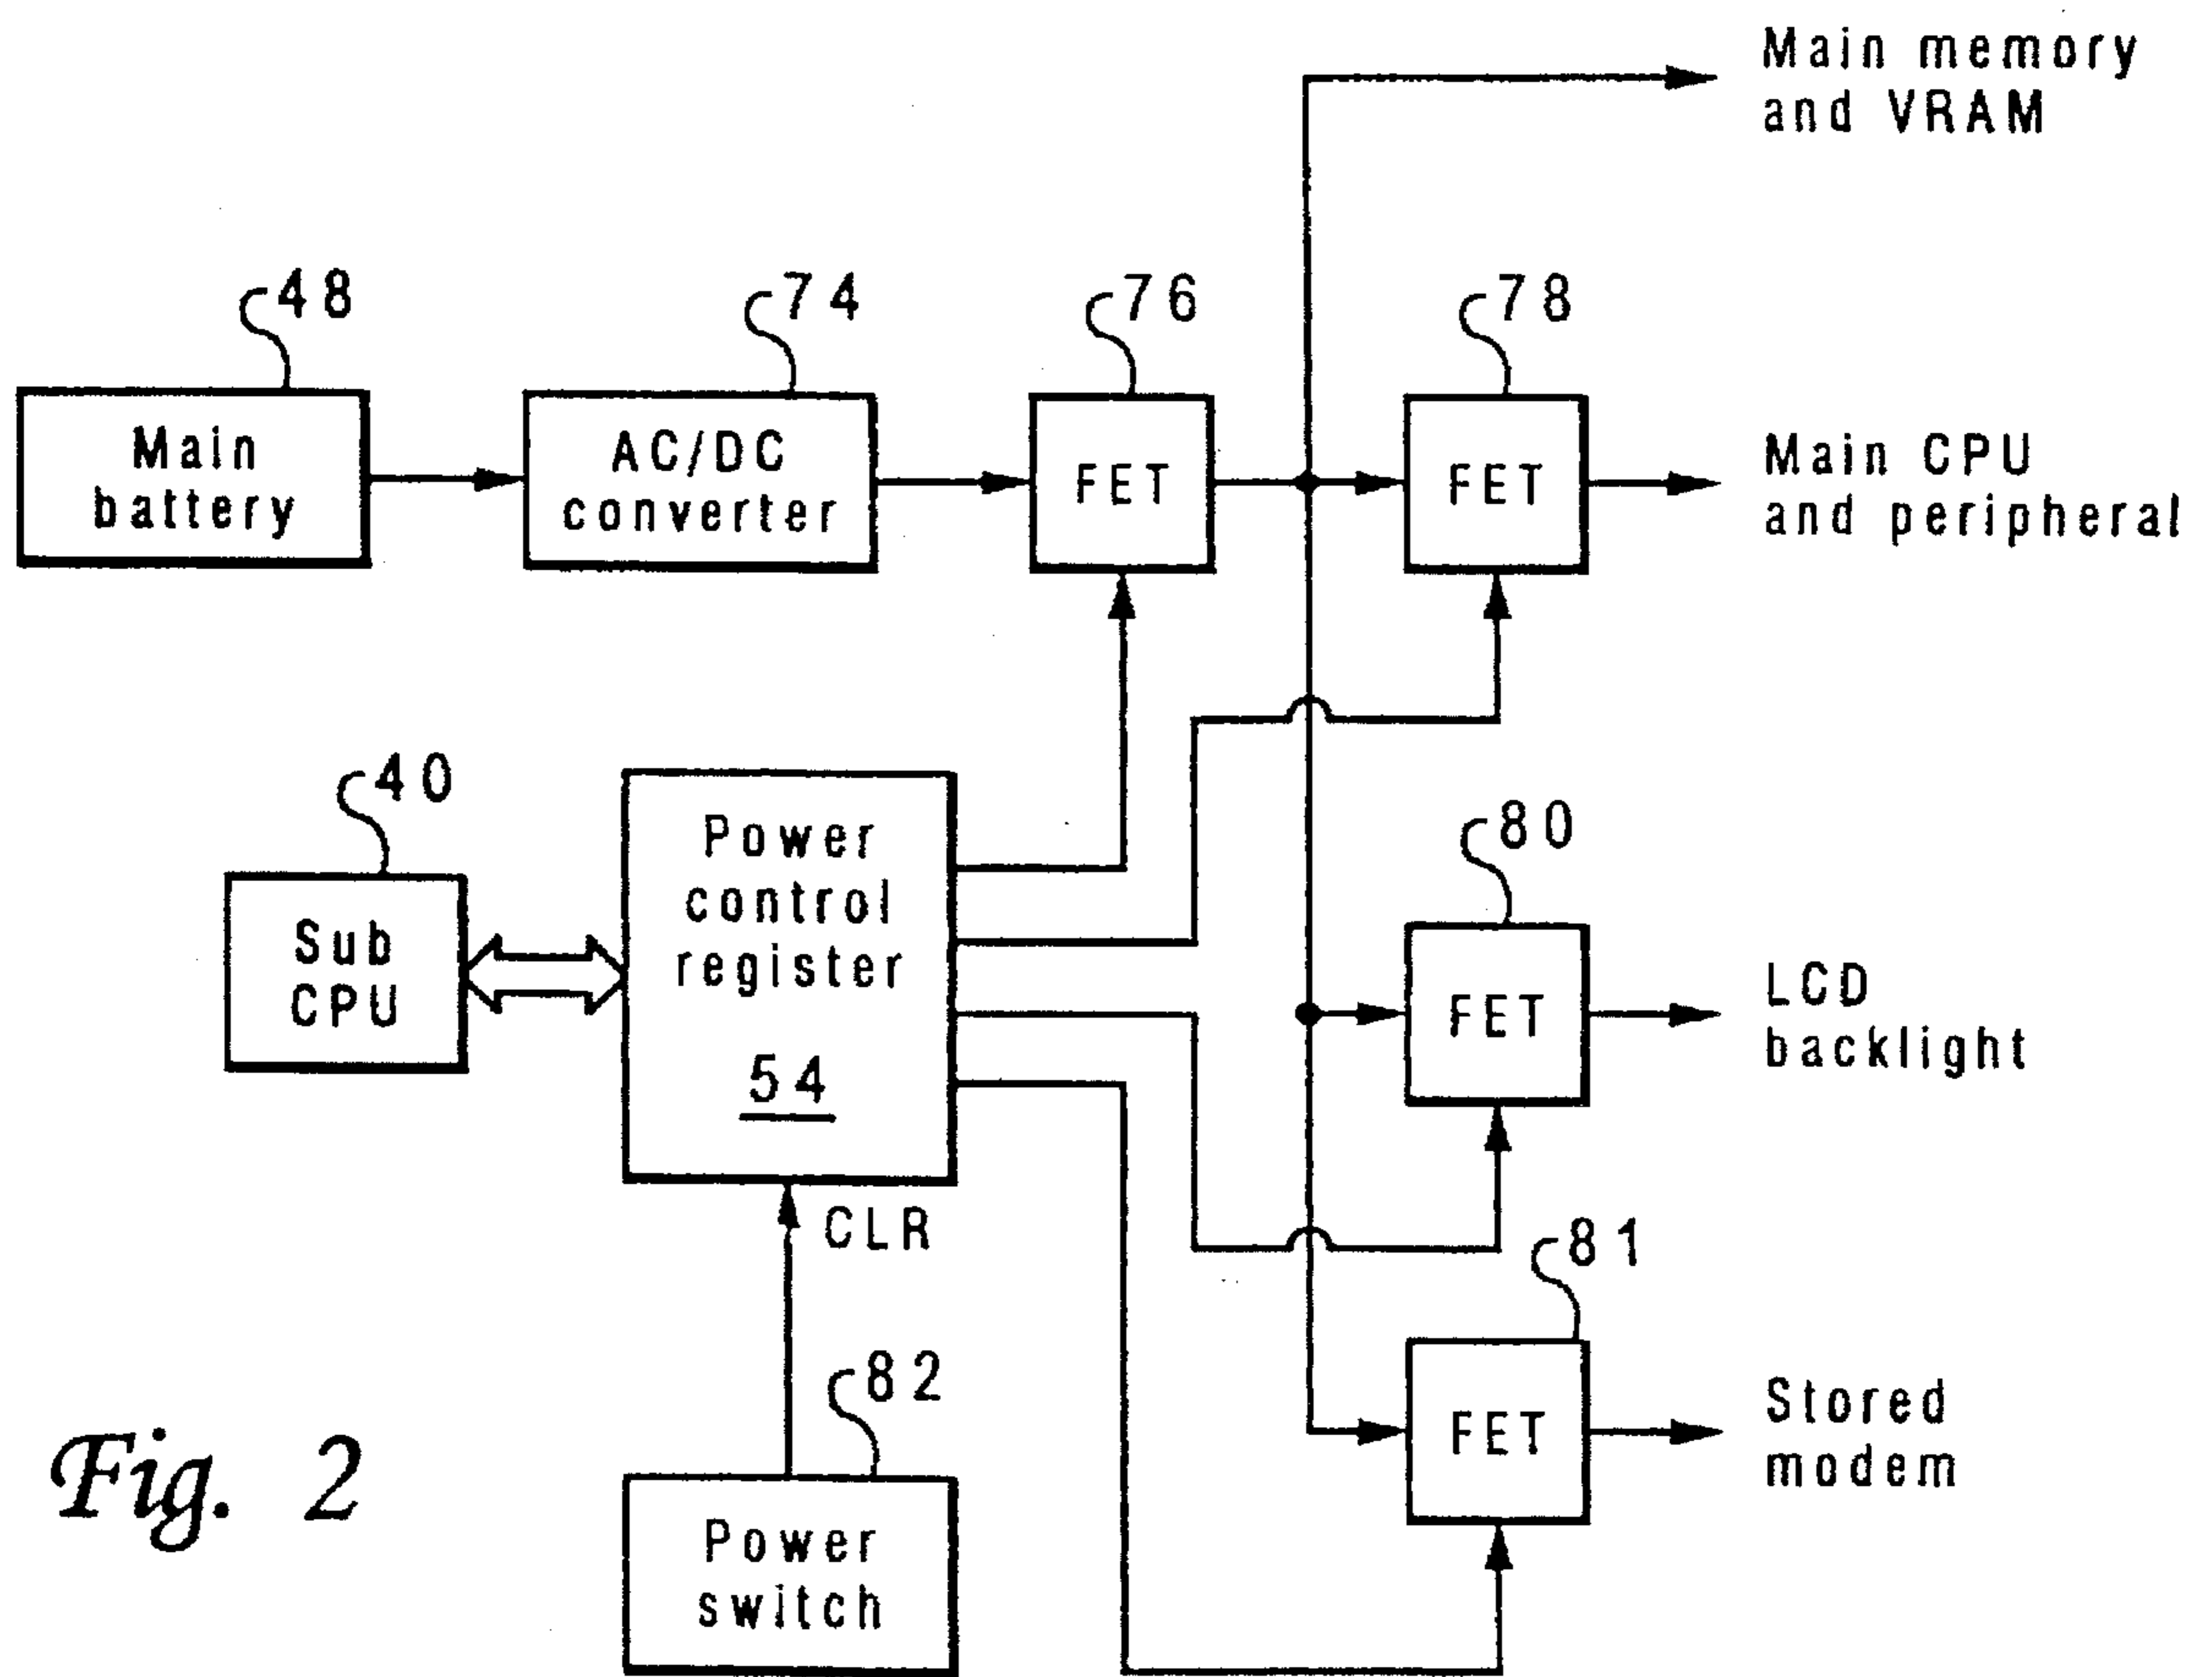 Main memory
and VRAM
48
74
76
78
Main
battery
AC/DC
converter
FET
FET
Main CPU
and peripheral
40
Sub
CPU
Power
control
register
54
80
FET
LCD
backlight
CLR
81
82
FET
Stored
modem
Power
switch
Fig. 2